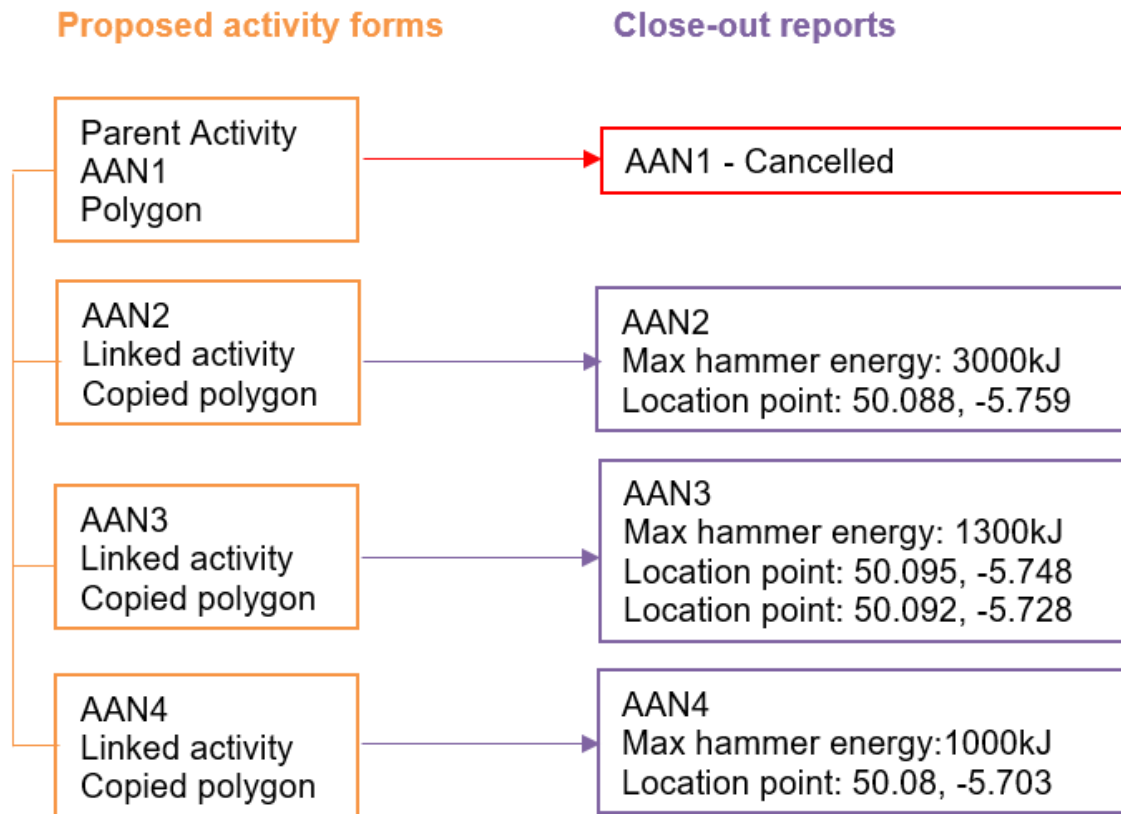 Proposed activity forms
Close-out reports
Parent Activity
AAN1
Polygon
AAN1 - Cancelled
AAN2
Linked activity
Copied polygon
AAN2
Max hammer energy: 3000kJ
Location point: 50.088, -5.759
AAN3
Linked activity
Copied polygon
AAN3
Max hammer energy: 1300kJ
Location point: 50.095, -5.748
Location point: 50.092, -5.728
AAN4
Linked activity
Copied polygon
AAN4
Max hammer energy:1000kJ
Location point: 50.08, -5.703